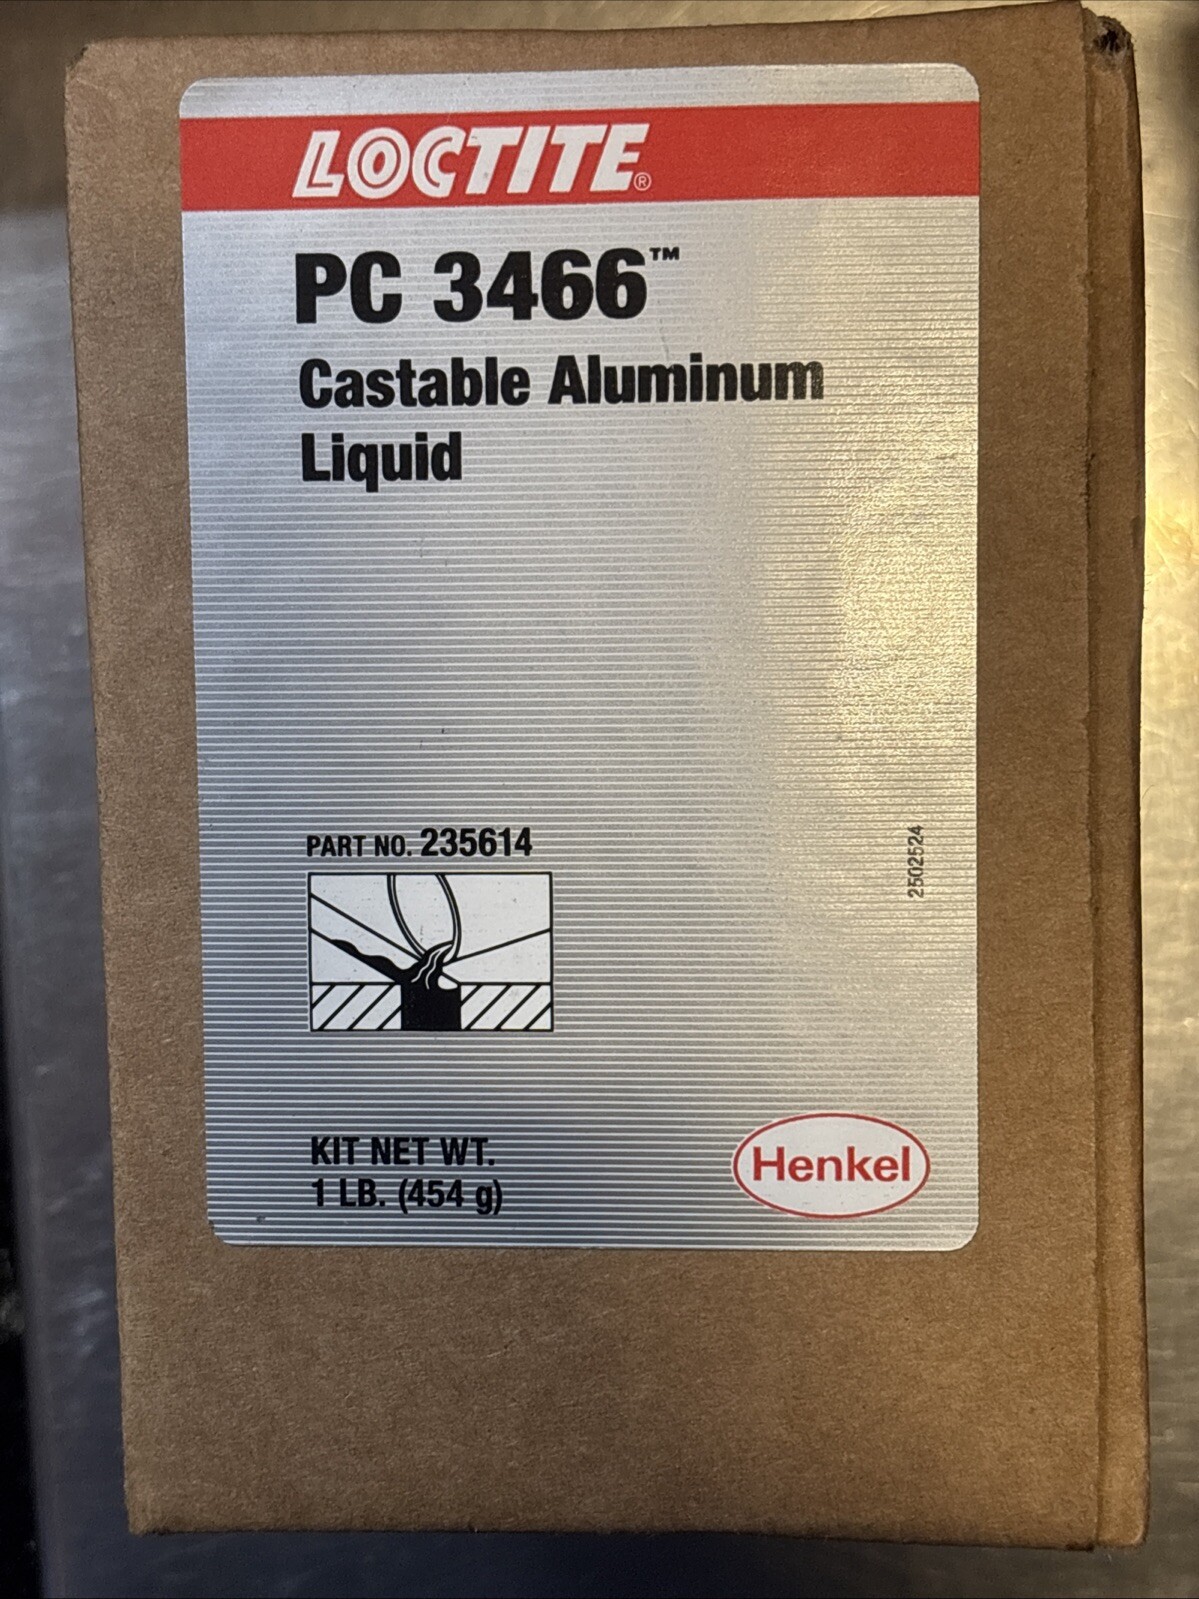 LOCTITE®
PC 3466™
Castable Aluminum
Liquid
PART NO. 235614
2502524
KIT NET WT.
1 LB. (454 g)
Henkel